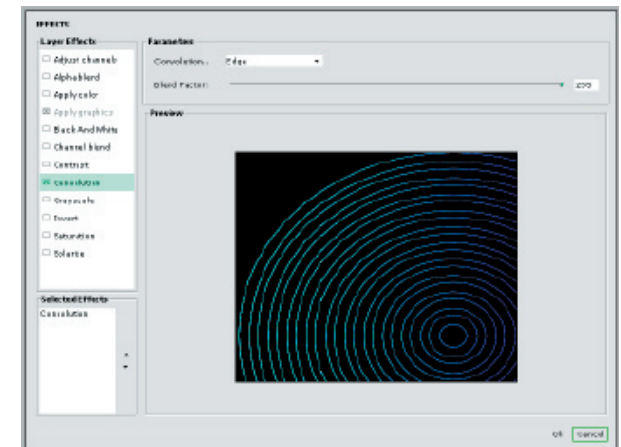 EFFECTS
Layer Effects
Adjust channels
Alphablend
Apply color
Apply graphics
Black And White
Channel blend
Contrast
Convolution
Grayscale
Invert
Saturation
Solarize
Selected Effects
Convolution
Parameters
Convolution... Edge
Blend Factor: 255
Preview
Ok Cancel